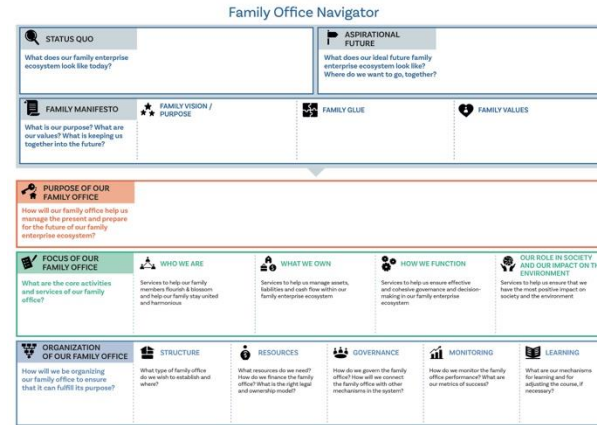 Family Office Navigator
STATUS QUO
What does our family enterprise
ecosystem look like today?
ASPIRATIONAL
FUTURE
What does our ideal future family
enterprise ecosystem look like?
Where do we want to go, together?
FAMILY MANIFESTO
What is our purpose? What are
our values? What is keeping us
together into the future?
FAMILY VISION /
PURPOSE
FAMILY GLUE
FAMILY VALUES
PURPOSE OF OUR
FAMILY OFFICE
How will our family office help us
manage the present and prepare
for the future of our family
enterprise ecosystem?
FOCUS OF OUR
FAMILY OFFICE
What are the core activities
and services of our family
office?
WHO WE ARE
Services to help our family
members flourish & blossom
and help our family stay united
and harmonious
WHAT WE OWN
Services to help us manage assets,
liabilities and cash flow within our
family enterprise ecosystem
HOW WE FUNCTION
Services to help us ensure effective
and cohesive governance and decision-
making in our family enterprise
ecosystem
OUR ROLE IN SOCIETY
AND OUR IMPACT ON TH
ENVIRONMENT
Services to help us ensure that we
have the most positive impact on
society and the environment
ORGANIZATION
OF OUR FAMILY OFFICE
How will we be organizing
our family office to ensure
that it can fulfill its purpose?
STRUCTURE
What type of family office
do we wish to establish and
where?
RESOURCES
What resources do we need?
How do we finance the family
office? What is the right legal
and ownership model?
GOVERNANCE
How do we govern the family
office? How will we connect
the family office with other
mechanisms in the system?
MONITORING
How do we monitor the family
office performance? What are
our metrics of success?
LEARNING
What are our mechanisms
for learning and for
adjusting the course, if
necessary?